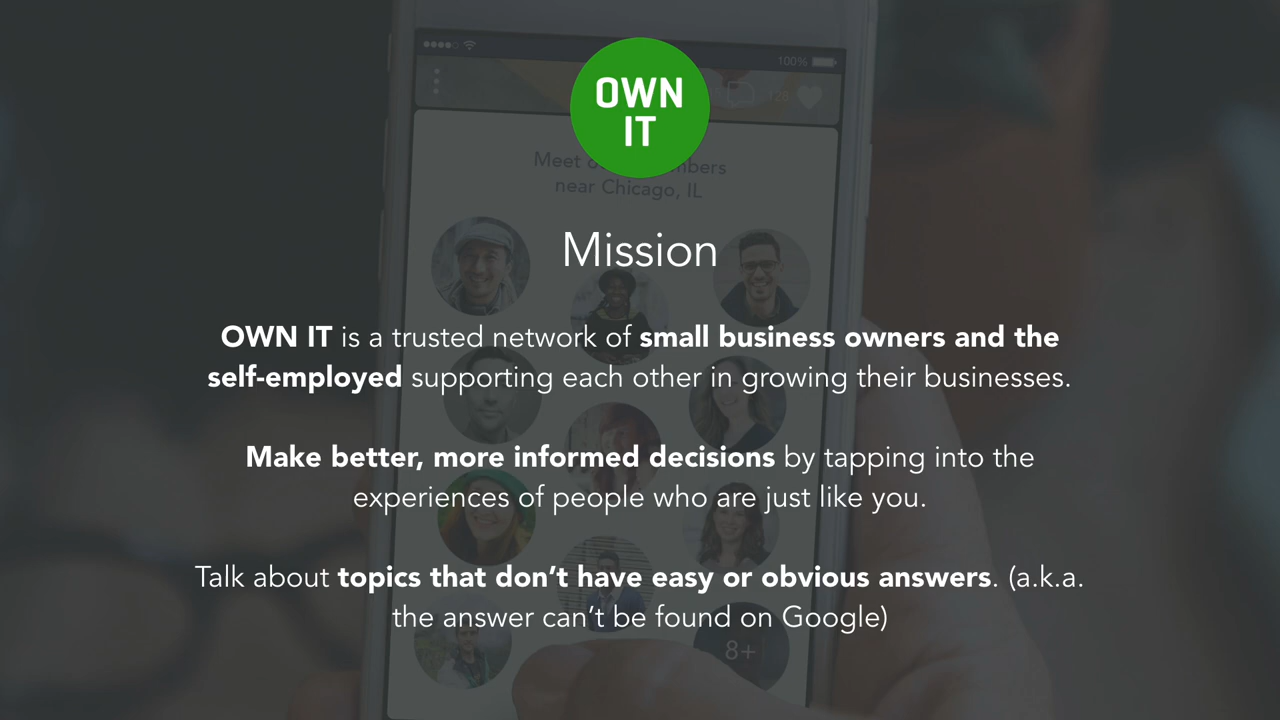 100%
OWN
IT
Meet o
mbers
near Chicago, IL
Mission
OWN IT is a trusted network of small business owners and the
self-employed supporting each other in growing their businesses.
Make better, more informed decisions by tapping into the
experiences of people who are just like you.
Talk about topics that don’t have easy or obvious answers. (a.k.a.
the answer can’t be found on Google)
8+